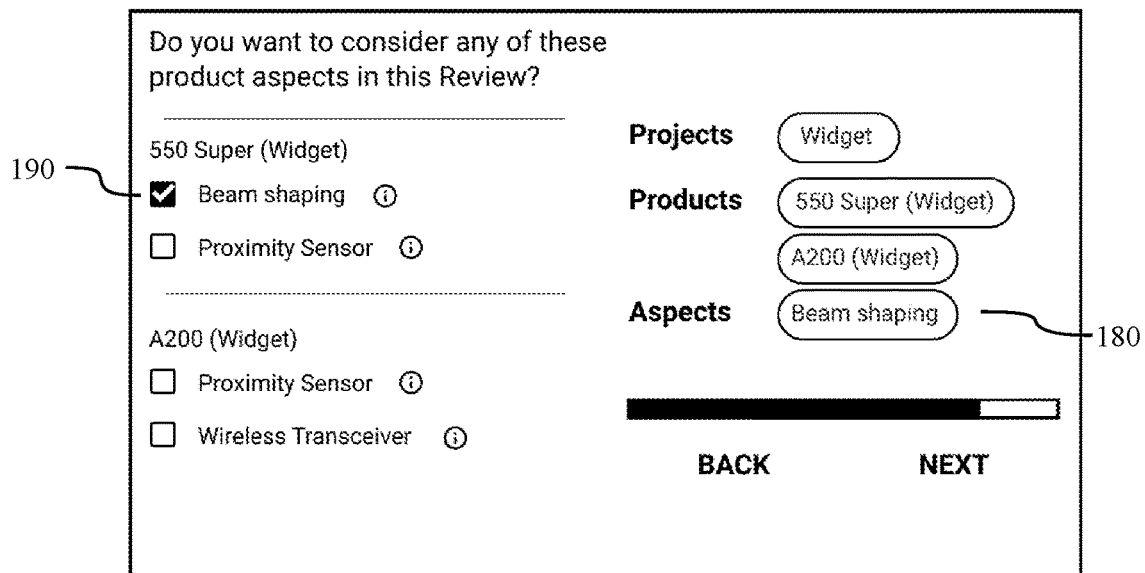 Do you want to consider any of these
product aspects in this Review?
550 Super (Widget)
190
Beam shaping
Proximity Sensor
A200 (Widget)
Proximity Sensor
Wireless Transceiver
Projects Widget
Products 550 Super (Widget)
A200 (Widget)
Aspects Beam shaping
180
BACK NEXT